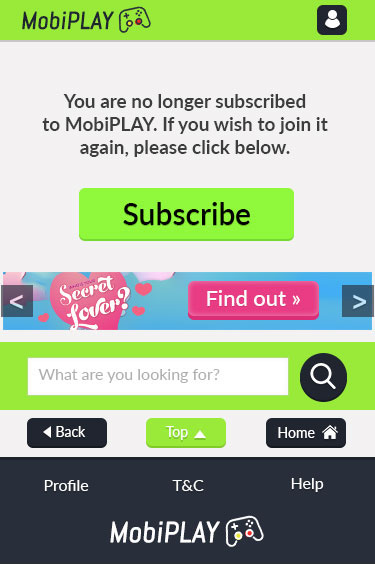 MobiPLAY
You are no longer subscribed
to MobiPLAY. If you wish to join it
again, please click below.
Subscribe
<
Secret
Lover?
Find out »
>
What are you looking for?
Back
Top
Home
Profile
T&C
Help
MobiPLAY